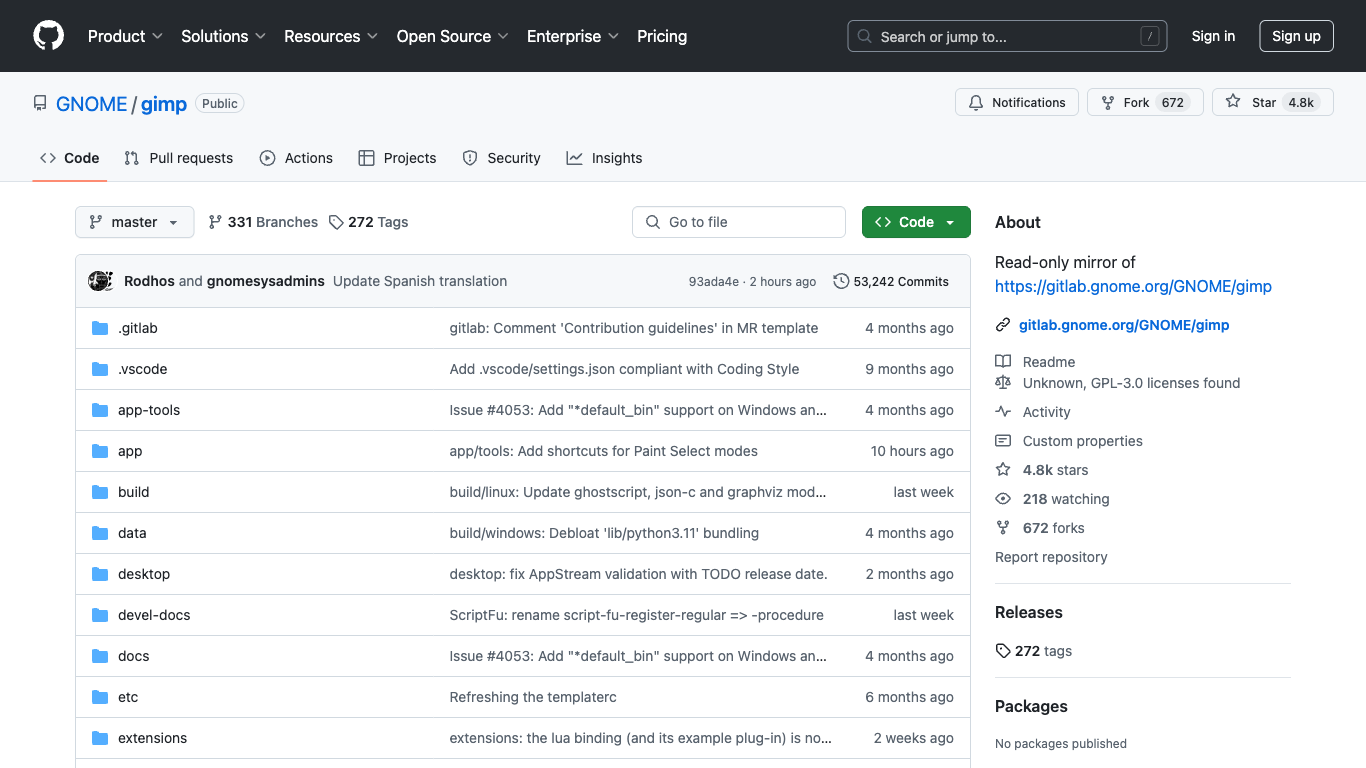 Product Solutions Resources Open Source Enterprise Pricing Search or jump to... / Sign in Sign up
GNOME / gimp Public Notifications Fork 672 Star 4.8k
Code Pull requests Actions Projects Security Insights
master 331 Branches 272 Tags Go to file Code
Rodhos and gnomesysadmins Update Spanish translation 93ada4e · 2 hours ago 53,242 Commits
.gitlab gitlab: Comment 'Contribution guidelines' in MR template 4 months ago
.vscode Add .vscode/settings.json compliant with Coding Style 9 months ago
app-tools Issue #4053: Add "*default_bin" support on Windows an... 4 months ago
app app/tools: Add shortcuts for Paint Select modes 10 hours ago
build build/linux: Update ghostscript, json-c and graphviz mod... last week
data build/windows: Debloat 'lib/python3.11' bundling 4 months ago
desktop desktop: fix AppStream validation with TODO release date. 2 months ago
devel-docs ScriptFu: rename script-fu-register-regular => -procedure last week
docs Issue #4053: Add "*default_bin" support on Windows an... 4 months ago
etc Refreshing the templaterc 6 months ago
extensions extensions: the lua binding (and its example plug-in) is no... 2 weeks ago
About
Read-only mirror of
https://gitlab.gnome.org/GNOME/gimp
gitlab.gnome.org/GNOME/gimp
Readme
Unknown, GPL-3.0 licenses found
Activity
Custom properties
4.8k stars
218 watching
672 forks
Report repository
Releases
272 tags
Packages
No packages published